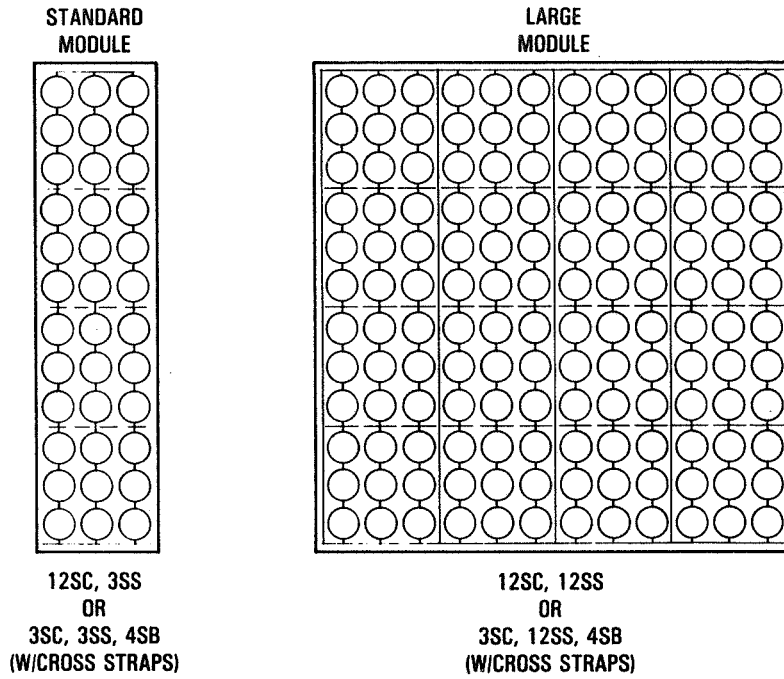 STANDARD
MODULE
12SC, 3SS
OR
3SC, 3SS, 4SB
(W/CROSS STRAPS)
LARGE
MODULE
12SC, 12SS
OR
3SC, 12SS, 4SB
(W/CROSS STRAPS)